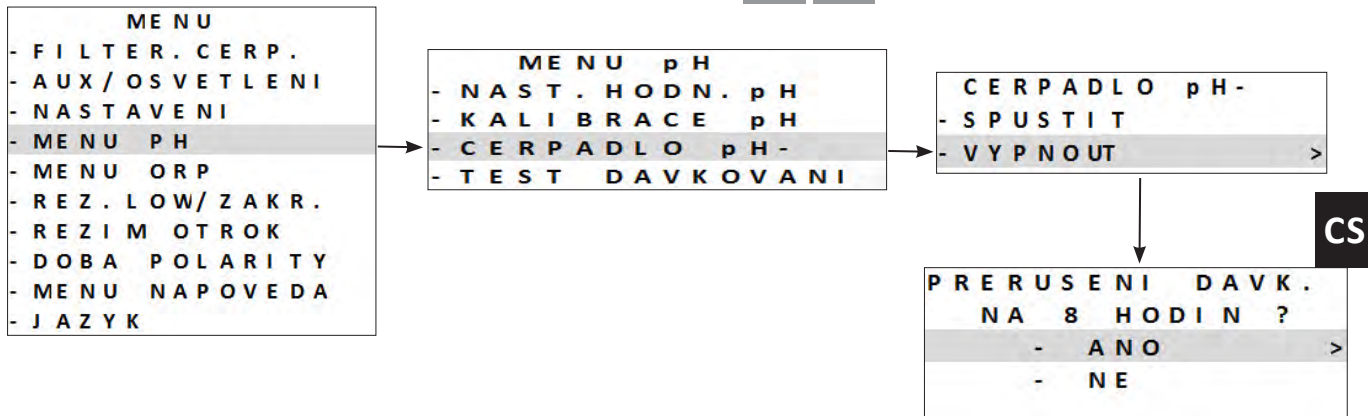 MENU
- FILTER.CERP.
- AUX/OSVETLENI
- NASTAVENI
- MENU PH
- MENU ORP
- REZ.LOW/ZAKR.
- REZIM OTROK
- DOBA POLARITY
- MENU NAPOVEDA
- JAZYK
MENU pH
- NAST. HODN. pH
- KALIBRACE pH
- CERPADLO pH-
- TEST DAVKOVANI
CERPADLO pH-
- SPUSTIT
- VYPNOUT >
PRERUSENI DAVK.
NA 8 HODIN ?
- ANO >
- NE
CS